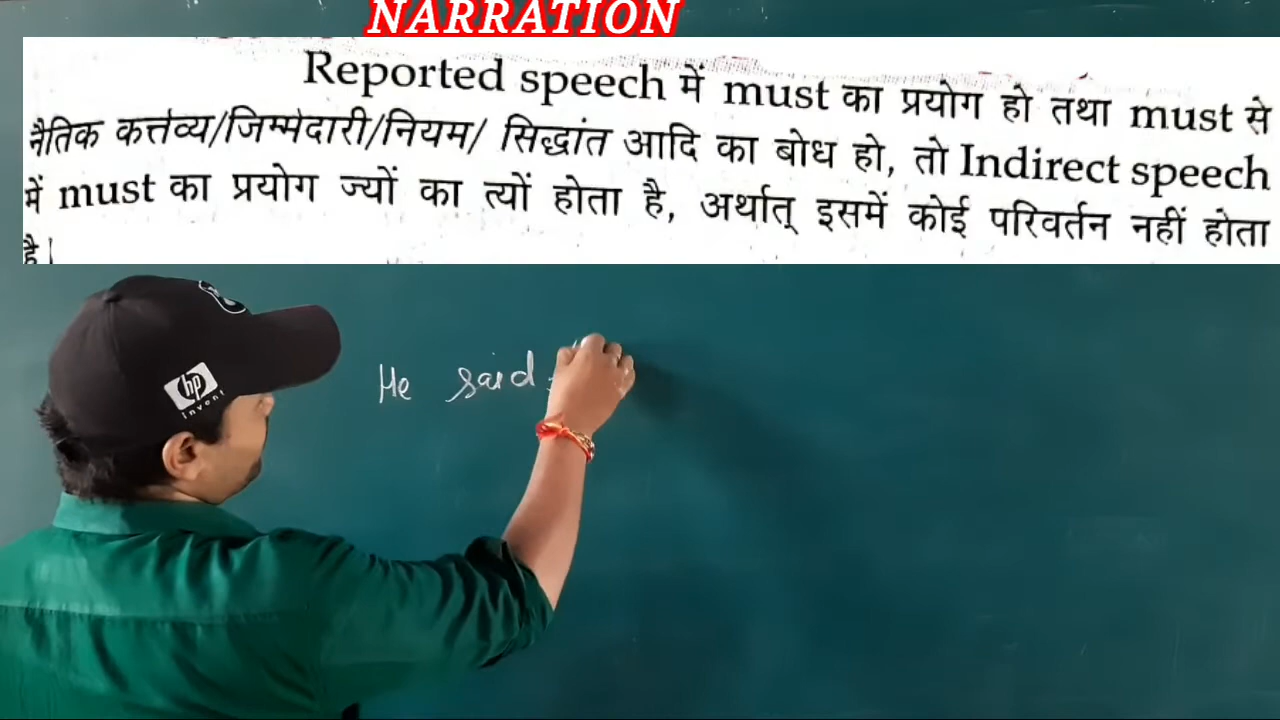 NARRATION
Reported speech में must का प्रयोग हो तथा must से
नैतिक कर्त्तव्य/जिम्मेदारी/नियम/ सिद्धांत आदि का बोध हो, तो Indirect speech
में must का प्रयोग ज्यों का त्यों होता है, अर्थात् इसमें कोई परिवर्तन नहीं होता
है।
He said
hp
invent